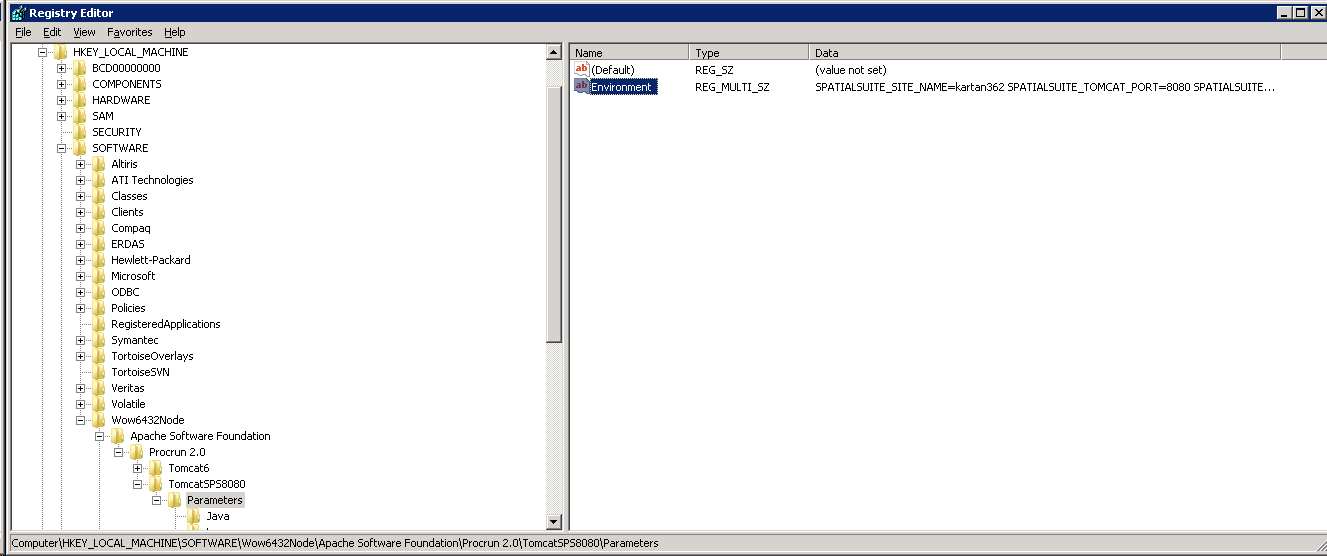 Registry Editor
File Edit View Favorites Help
HKEY_LOCAL_MACHINE
BCD00000000
COMPONENTS
HARDWARE
SAM
SECURITY
SOFTWARE
Altiris
ATI Technologies
Classes
Clients
Compaq
ERDAS
Hewlett-Packard
Microsoft
ODBC
Policies
RegisteredApplications
Symantec
TortoiseOverlays
TortoiseSVN
Veritas
Volatile
Wow6432Node
Apache Software Foundation
Procrun 2.0
Tomcat6
TomcatSPS8080
Parameters
Java
Name Type Data
(Default) REG_SZ (value not set)
Environment REG_MULTI_SZ SPATIALSUITE_SITE_NAME=kartan362 SPATIALSUITE_TOMCAT_PORT=8080 SPATIALSUITE...
Computer\HKEY_LOCAL_MACHINE\SOFTWARE\Wow6432Node\Apache Software Foundation\Procrun 2.0\TomcatSPS8080\Parameters